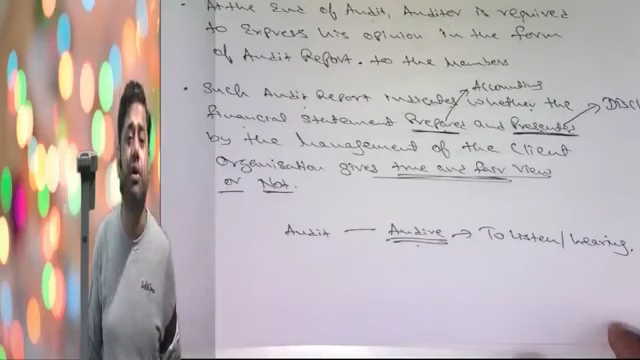 • At the End of Audit, Auditor is required
to Express his opinion in the form
of Audit Report. to the Members
Accounting
• Such Audit Report indicates whether the
DISC
financial statement Prepared and Presented
by the Management of the Client
Organisation gives true and fair view
or Not.
Audit — Audire → To Listen/hearing.